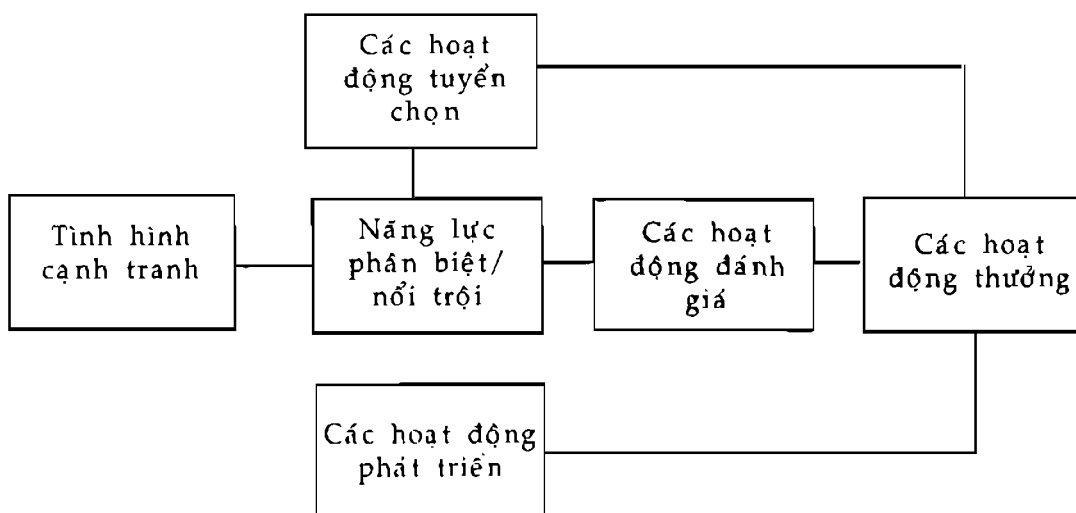 Các hoạt
động tuyển
chọn
Tình hình
cạnh tranh
Năng lực
phân biệt/
nổi trội
Các hoạt
động đánh
giá
Các hoạt
động thưởng
Các hoạt động
phát triển